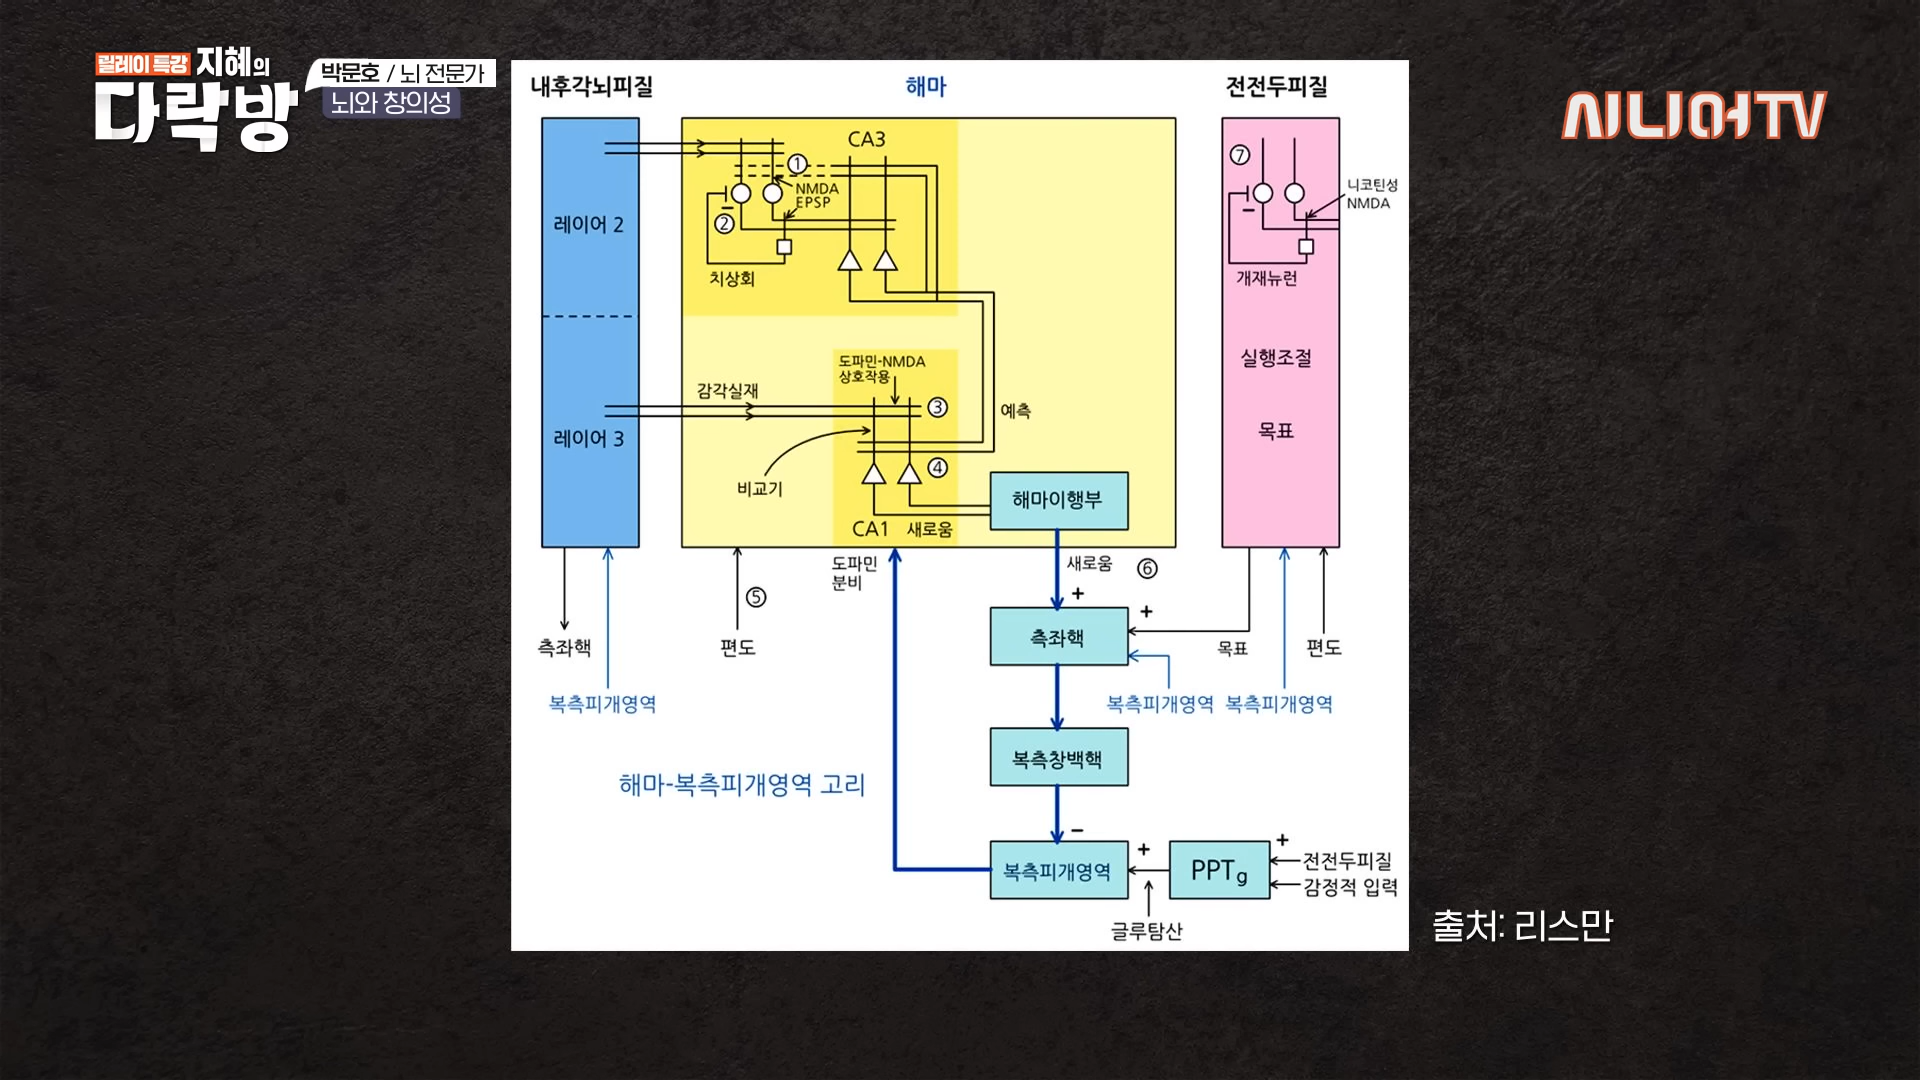 릴레이 특강 지혜의
다락방
박문호 / 뇌 전문가
뇌와 창의성
시니어TV
내후각뇌피질
해마
전전두피질
레이어 2
레이어 3
CA3
①
NMDA
EPSP
②
치상회
감각실재
도파민-NMDA
상호작용
③
예측
비교기
④
CA1 새로움
해마이행부
⑦
니코틴성
NMDA
개재뉴런
실행조절
목표
측좌핵
복측피개영역
⑤
편도
도파민
분비
새로움
⑥
+
측좌핵
+
목표
편도
복측피개영역
복측피개영역
복측창백핵
해마-복측피개영역 고리
−
복측피개영역
+
PPTg
+
전전두피질
감정적 입력
글루탐산
출처: 리스만